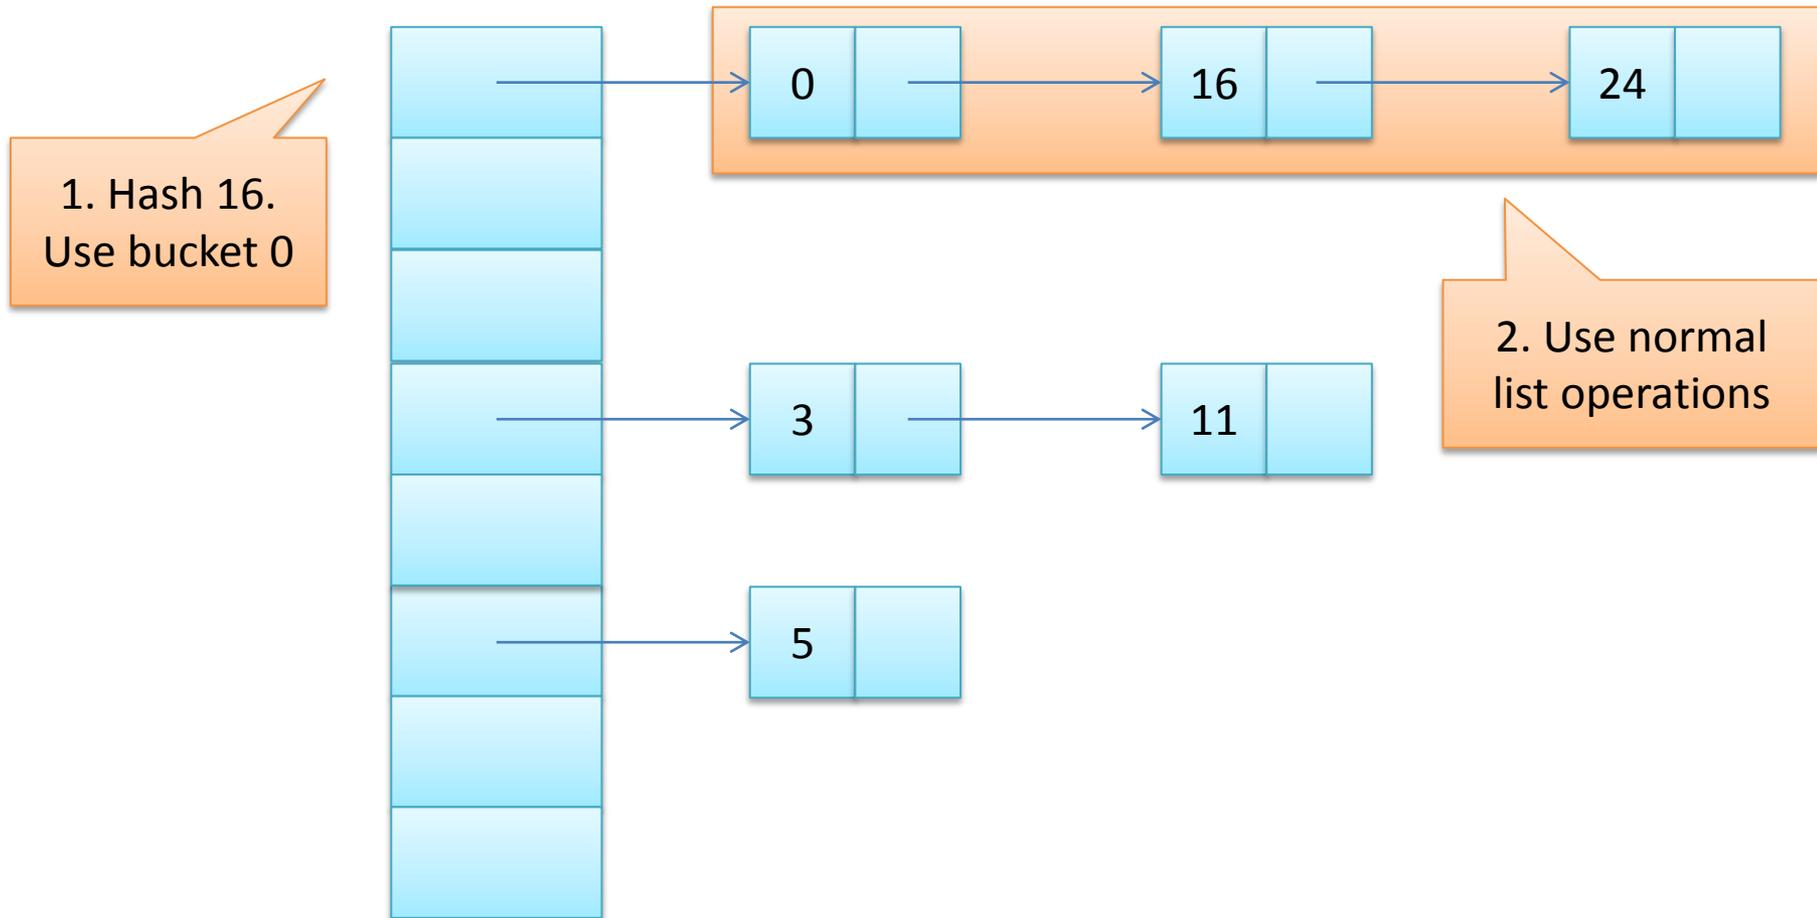 0
16
24
1. Hash 16.
Use bucket 0
2. Use normal
list operations
3
11
5